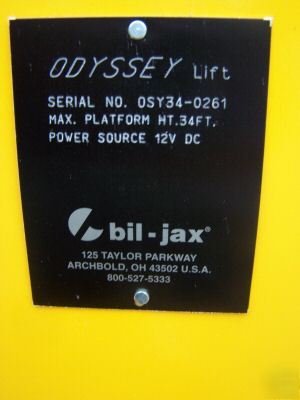 ODYSSEY Lift
SERIAL NO. OSY34-0261
MAX. PLATFORM HT.34FT.
POWER SOURCE 12V DC
bil-jax®
125 TAYLOR PARKWAY
ARCHBOLD, OH 43502 U.S.A.
800-527-5333